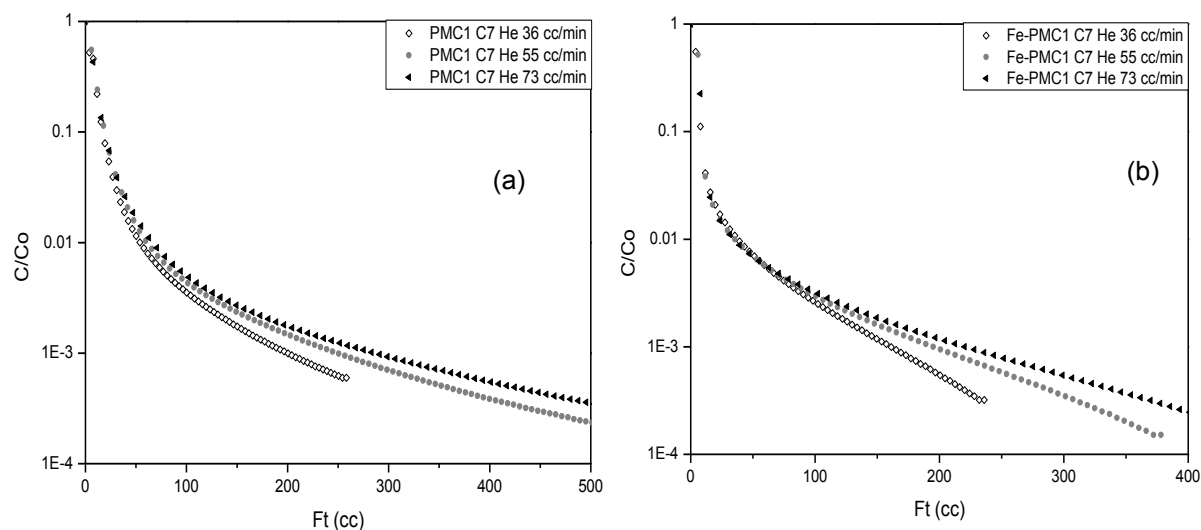 PMC1 C7 He 36 cc/min
PMC1 C7 He 55 cc/min
PMC1 C7 He 73 cc/min
(a)
C/Co
1
0.1
0.01
1E-3
1E-4
0 100 200 300 400 500
Ft (cc)
Fe-PMC1 C7 He 36 cc/min
Fe-PMC1 C7 He 55 cc/min
Fe-PMC1 C7 He 73 cc/min
(b)
C/Co
1
0.1
0.01
1E-3
1E-4
0 100 200 300 400
Ft (cc)